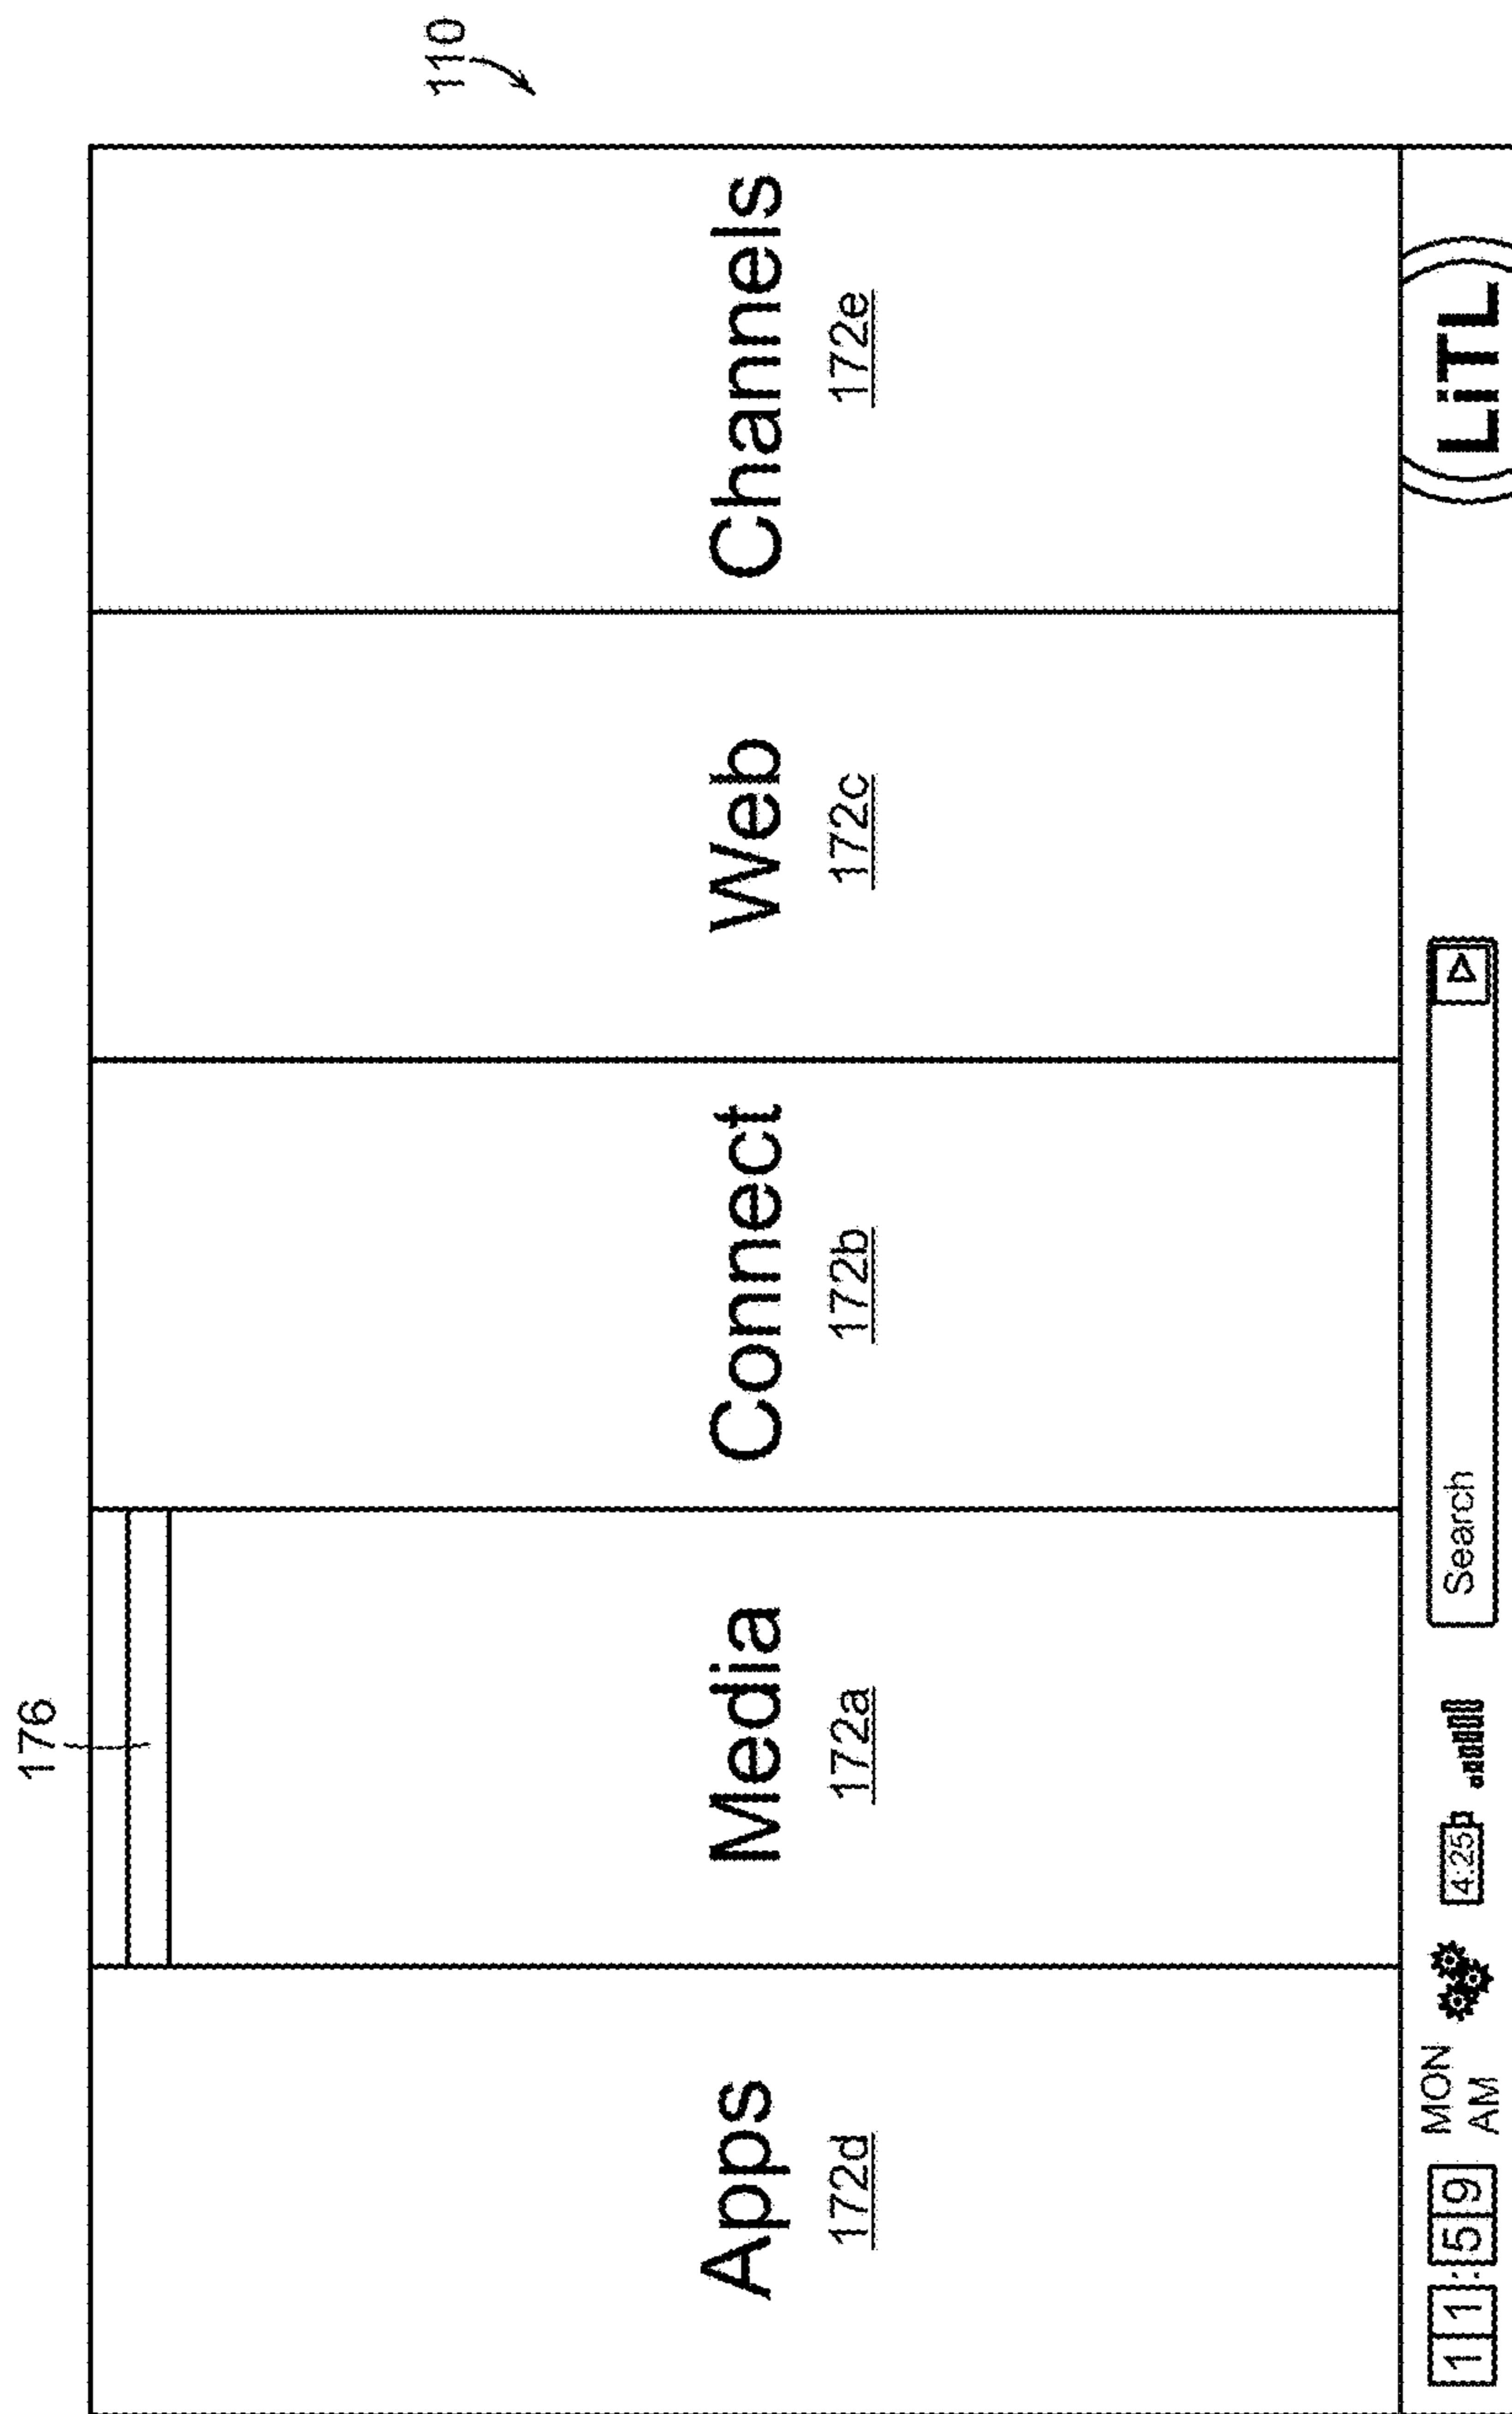 110
176
Apps
Media
Connect
Web
Channels
172d
172a
172b
172c
172e
11:59
MON
AM
4:25
Search
LiTL